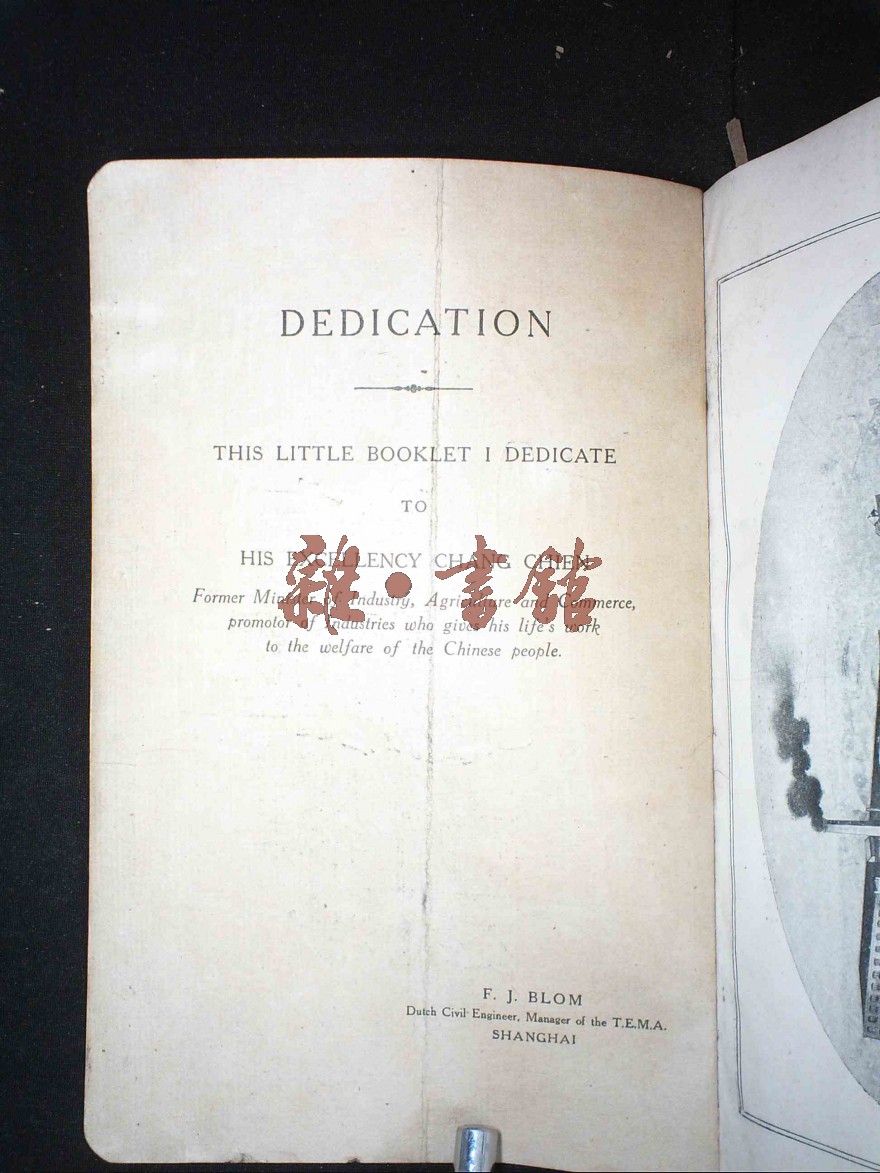 DEDICATION
THIS LITTLE BOOKLET I DEDICATE
TO
HIS EXCELLENCY CHANG CHIEN
Former Minister of Industry, Agriculture and Commerce,
promotor of Industries who gives his life's work
to the welfare of the Chinese people.
雜·書館
F. J. BLOM
Dutch Civil Engineer, Manager of the T.E.M.A.
SHANGHAI